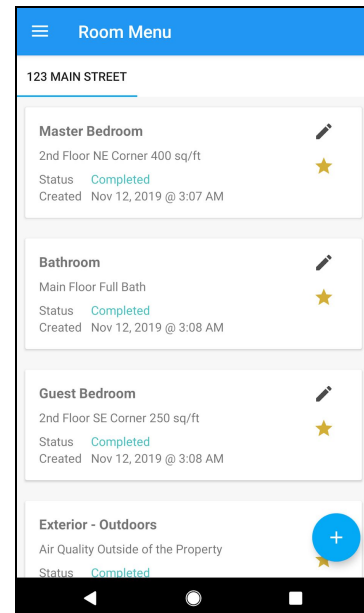 Room Menu
123 MAIN STREET
Master Bedroom
2nd Floor NE Corner 400 sq/ft
Status Completed
Created Nov 12, 2019 @ 3:07 AM
Bathroom
Main Floor Full Bath
Status Completed
Created Nov 12, 2019 @ 3:08 AM
Guest Bedroom
2nd Floor SE Corner 250 sq/ft
Status Completed
Created Nov 12, 2019 @ 3:08 AM
Exterior - Outdoors
Air Quality Outside of the Property
Status Completed